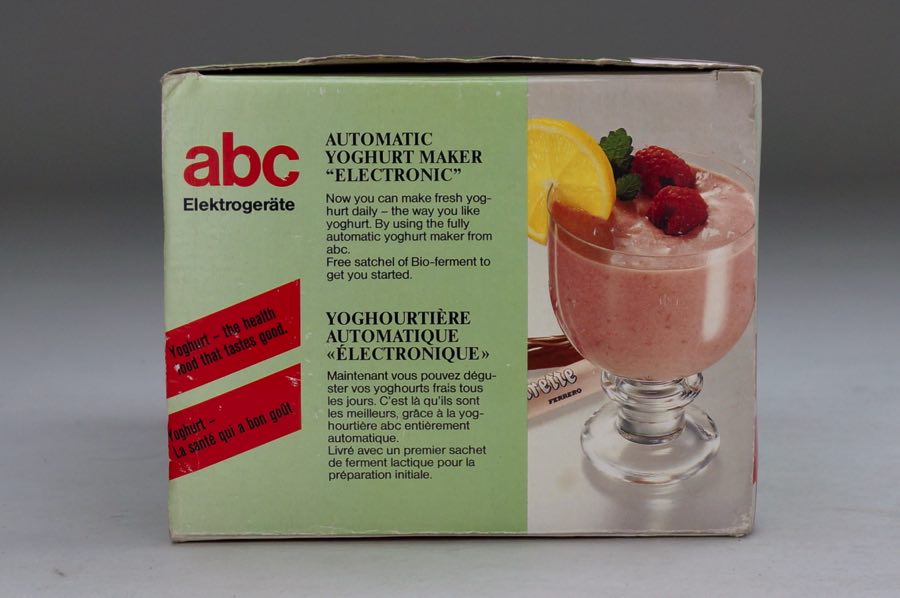 abc
Elektrogeräte
AUTOMATIC
YOGHURT MAKER
“ELECTRONIC”
Now you can make fresh yog-
hurt daily – the way you like
yoghurt. By using the fully
automatic yoghurt maker from
abc.
Free satchel of Bio-ferment to
get you started.
Yoghurt – the health
food that tastes good.
YOGHOURTIÈRE
AUTOMATIQUE
«ÉLECTRONIQUE»
Maintenant vous pouvez dégu-
ster vos yoghourts frais tous
les jours. C'est là qu'ils sont
les meilleurs, grâce à la yog-
hourtière abc entièrement
automatique.
Livré avec un premier sachet
de ferment lactique pour la
préparation initiale.
Yoghurt –
La santé qui a bon goût.
FERRERO